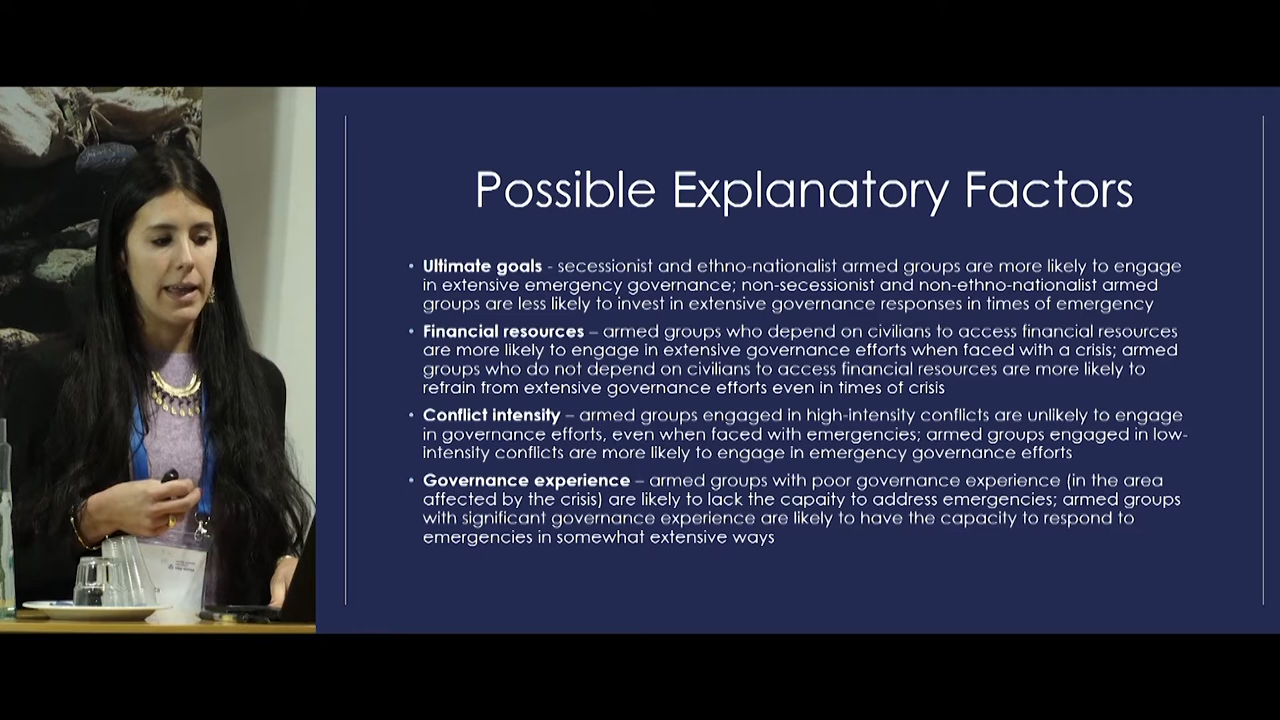 Possible Explanatory Factors
• Ultimate goals - secessionist and ethno-nationalist armed groups are more likely to engage
in extensive emergency governance; non-secessionist and non-ethno-nationalist armed
groups are less likely to invest in extensive governance responses in times of emergency
• Financial resources – armed groups who depend on civilians to access financial resources
are more likely to engage in extensive governance efforts when faced with a crisis; armed
groups who do not depend on civilians to access financial resources are more likely to
refrain from extensive governance efforts even in times of crisis
• Conflict intensity – armed groups engaged in high-intensity conflicts are unlikely to engage
in governance efforts, even when faced with emergencies; armed groups engaged in low-
intensity conflicts are more likely to engage in emergency governance efforts
• Governance experience – armed groups with poor governance experience (in the area
affected by the crisis) are likely to lack the capaity to address emergencies; armed groups
with significant governance experience are likely to have the capacity to respond to
emergencies in somewhat extensive ways